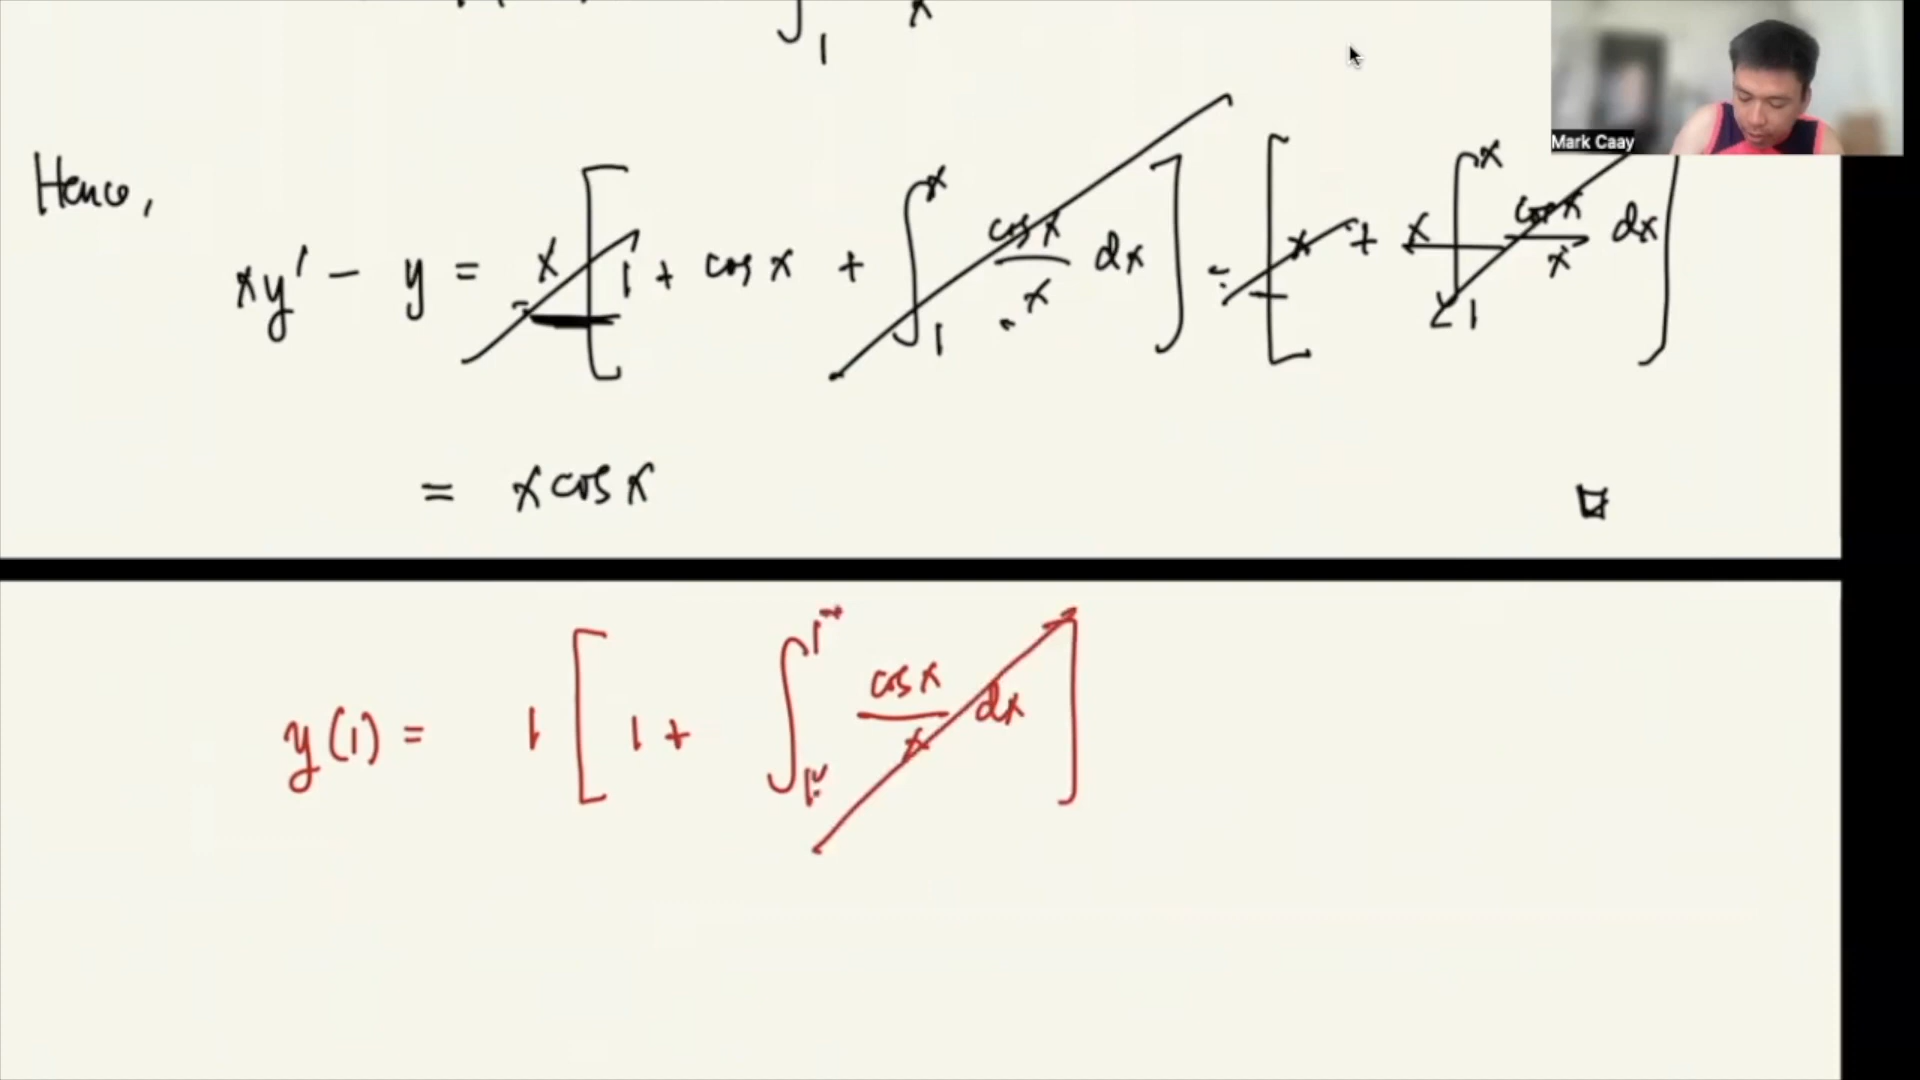 ∫₁ x
Mark Caay
Hence, xy' - y = x[1 + cos x + ∫₁ˣ cos x / x dx] - [x + x ∫₁ˣ cos x / x dx]
= x cos x
y(1) = 1[1 + ∫₁¹ cos x / x dx]